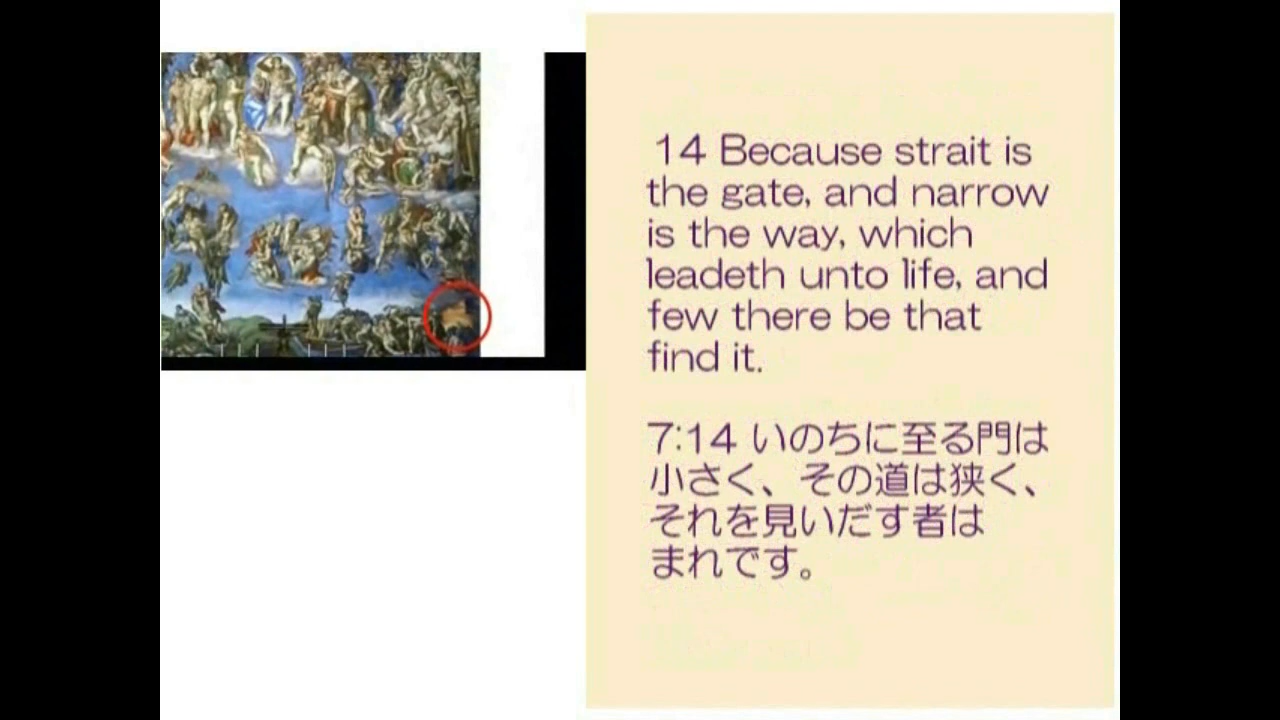 14 Because strait is
the gate, and narrow
is the way, which
leadeth unto life, and
few there be that
find it.
7:14 いのちに至る門は
小さく、その道は狭く、
それを見いだす者は
まれです。